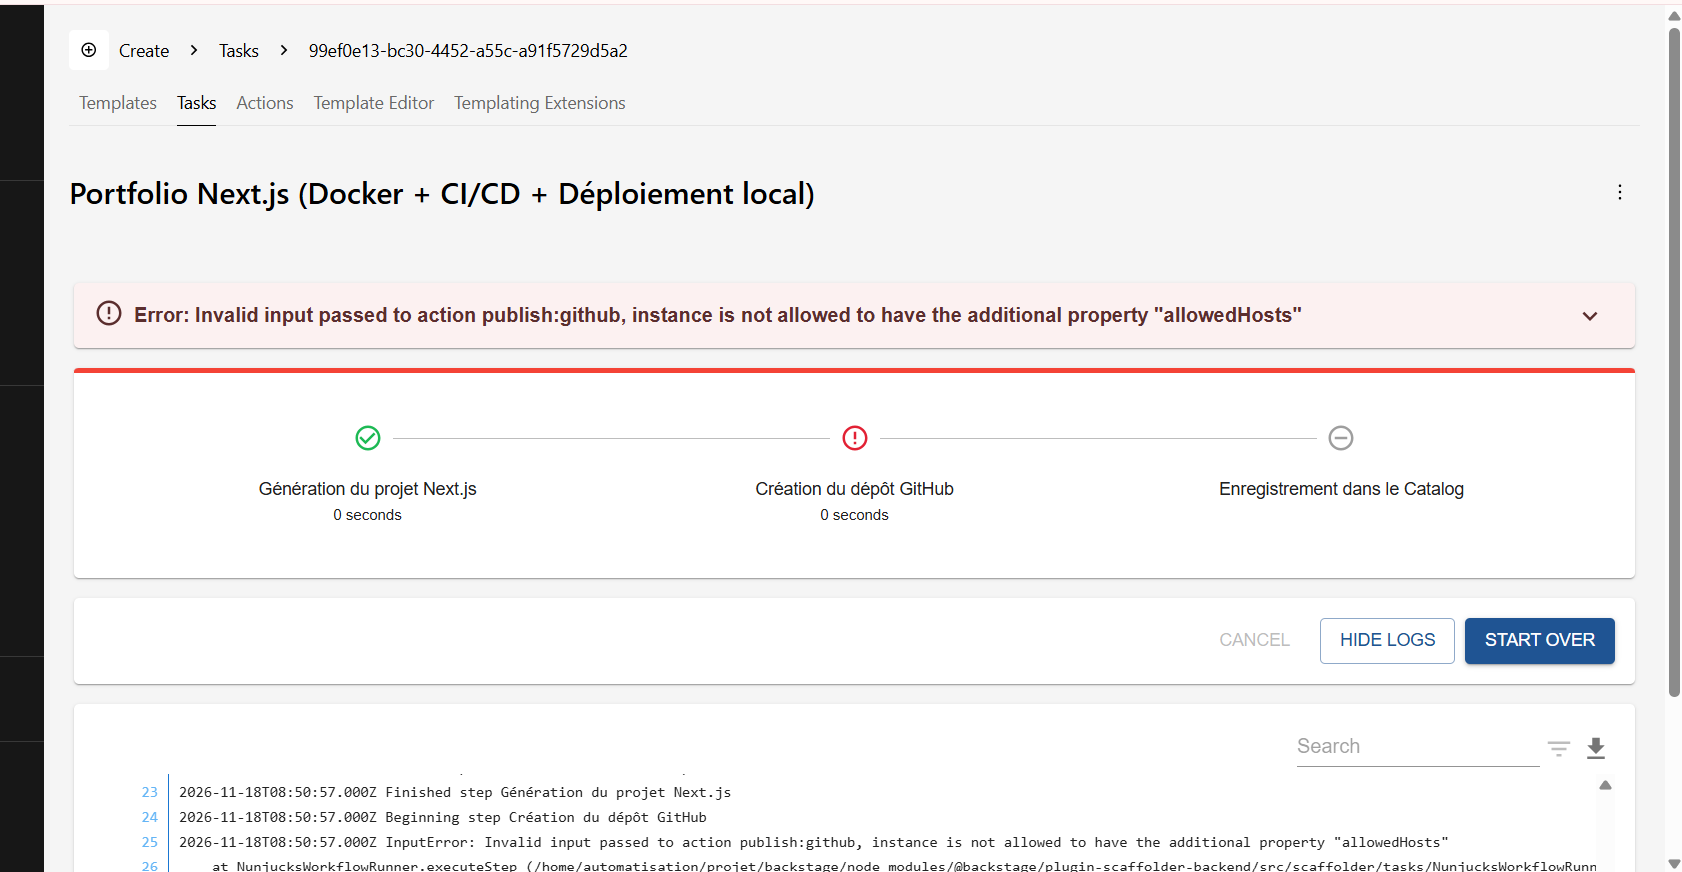 Create > Tasks > 99ef0e13-bc30-4452-a55c-a91f5729d5a2
Templates Tasks Actions Template Editor Templating Extensions
Portfolio Next.js (Docker + CI/CD + Déploiement local)
Error: Invalid input passed to action publish:github, instance is not allowed to have the additional property "allowedHosts"
Génération du projet Next.js
0 seconds
Création du dépôt GitHub
0 seconds
Enregistrement dans le Catalog
CANCEL HIDE LOGS START OVER
Search
23 2026-11-18T08:50:57.000Z Finished step Génération du projet Next.js
24 2026-11-18T08:50:57.000Z Beginning step Création du dépôt GitHub
25 2026-11-18T08:50:57.000Z InputError: Invalid input passed to action publish:github, instance is not allowed to have the additional property "allowedHosts"
26 at NunjucksWorkflowRunner.executeStep (/home/automatisation/projet/backstage/node_modules/@backstage/plugin-scaffolder-backend/src/scaffolder/tasks/NunjucksWorkflowRunn